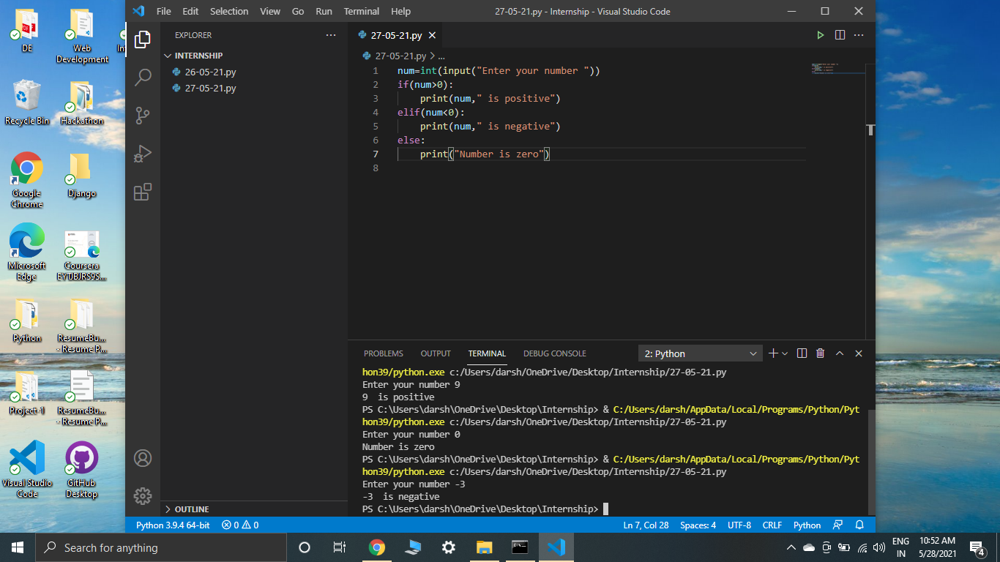 File Edit Selection View Go Run Terminal Help 27-05-21.py - Internship - Visual Studio Code
DE
Web Development
Recycle Bin
Hackathon
Google Chrome
Django
Microsoft Edge
Coursera EYTJBJRS9S...
Python
ResumeBu... - Resume P...
Project-1
ResumeBu... - Resume P...
Visual Studio Code
GitHub Desktop
EXPLORER
INTERNSHIP
26-05-21.py
27-05-21.py
OUTLINE
27-05-21.py
27-05-21.py > ...
1 num=int(input("Enter your number "))
2 if(num>0):
3     print(num," is positive")
4 elif(num<0):
5     print(num," is negative")
6 else:
7     print("Number is zero")
8
PROBLEMS OUTPUT TERMINAL DEBUG CONSOLE 2: Python
hon39/python.exe c:/Users/darsh/OneDrive/Desktop/Internship/27-05-21.py
Enter your number 9
9  is positive
PS C:\Users\darsh\OneDrive\Desktop\Internship> & C:/Users/darsh/AppData/Local/Programs/Python/Pyt
hon39/python.exe c:/Users/darsh/OneDrive/Desktop/Internship/27-05-21.py
Enter your number 0
Number is zero
PS C:\Users\darsh\OneDrive\Desktop\Internship> & C:/Users/darsh/AppData/Local/Programs/Python/Pyt
hon39/python.exe c:/Users/darsh/OneDrive/Desktop/Internship/27-05-21.py
Enter your number -3
-3  is negative
PS C:\Users\darsh\OneDrive\Desktop\Internship>
Python 3.9.4 64-bit 0 0 Ln 7, Col 28 Spaces: 4 UTF-8 CRLF Python
Search for anything
ENG
IN
10:52 AM
5/28/2021
4